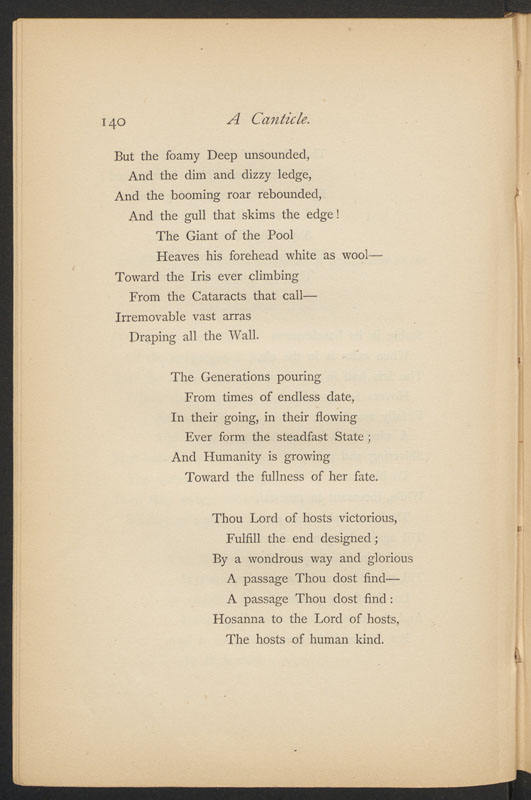 140 A Canticle.
But the foamy Deep unsounded,
And the dim and dizzy ledge,
And the booming roar rebounded,
And the gull that skims the edge!
The Giant of the Pool
Heaves his forehead white as wool—
Toward the Iris ever climbing
From the Cataracts that call—
Irremovable vast arras
Draping all the Wall.
The Generations pouring
From times of endless date,
In their going, in their flowing
Ever form the steadfast State;
And Humanity is growing
Toward the fullness of her fate.
Thou Lord of hosts victorious,
Fulfill the end designed;
By a wondrous way and glorious
A passage Thou dost find—
A passage Thou dost find:
Hosanna to the Lord of hosts,
The hosts of human kind.